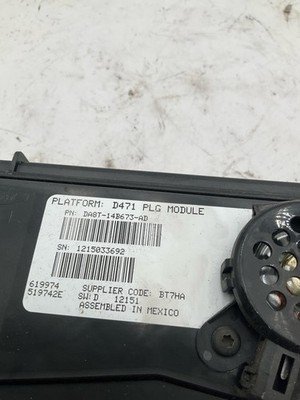 PLATFORM: D471 PLG MODULE
PN: DA8T-14B673-AD
SN: 1215033692
619974
519742E
SUPPLIER CODE: BT7HA
SW:D 12151
ASSEMBLED IN MEXICO